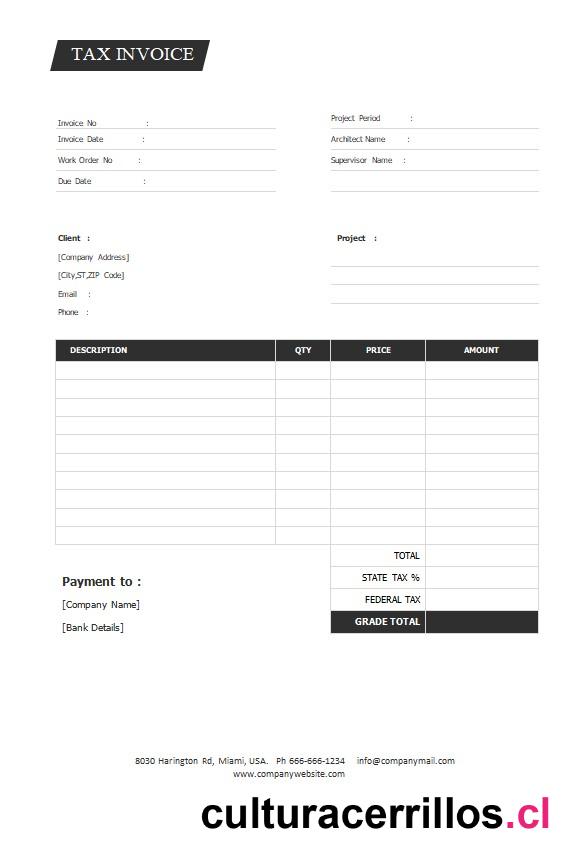 TAX INVOICE
Invoice No :
Invoice Date :
Work Order No :
Due Date :
Project Period :
Architect Name :
Supervisor Name :
Client :
[Company Address]
[City,ST,ZIP Code]
Email :
Phone :
Project :
DESCRIPTION QTY PRICE AMOUNT
TOTAL
STATE TAX %
FEDERAL TAX
GRADE TOTAL
Payment to :
[Company Name]
[Bank Details]
8030 Harington Rd, Miami, USA. Ph 666-666-1234 info@companymail.com
www.companywebsite.com
culturacerrillos.cl